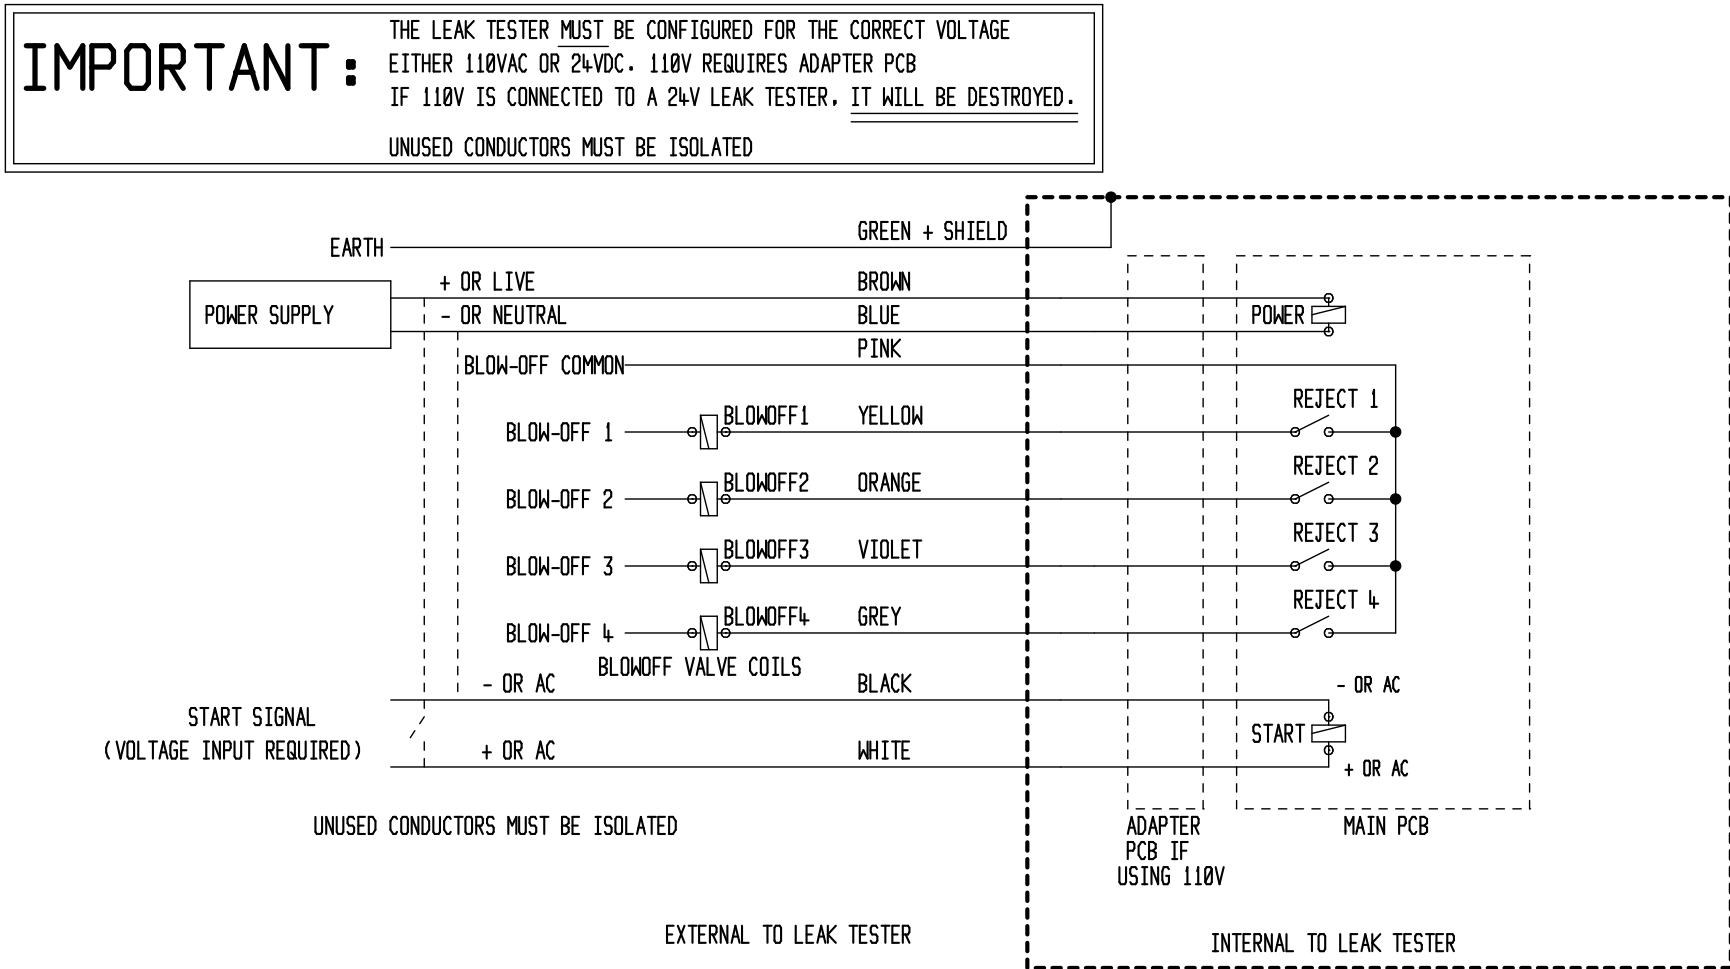 IMPORTANT:
THE LEAK TESTER MUST BE CONFIGURED FOR THE CORRECT VOLTAGE
EITHER 110VAC OR 24VDC. 110V REQUIRES ADAPTER PCB
IF 110V IS CONNECTED TO A 24V LEAK TESTER, IT WILL BE DESTROYED.
UNUSED CONDUCTORS MUST BE ISOLATED
EARTH
GREEN + SHIELD
+ OR LIVE
BROWN
POWER SUPPLY
- OR NEUTRAL
BLUE
POWER
PINK
BLOW-OFF COMMON
REJECT 1
BLOW-OFF 1
BLOWOFF1
YELLOW
REJECT 2
BLOW-OFF 2
BLOWOFF2
ORANGE
REJECT 3
BLOW-OFF 3
BLOWOFF3
VIOLET
REJECT 4
BLOW-OFF 4
BLOWOFF4
GREY
BLOWOFF VALVE COILS
- OR AC
BLACK
- OR AC
START SIGNAL
(VOLTAGE INPUT REQUIRED)
START
+ OR AC
WHITE
+ OR AC
UNUSED CONDUCTORS MUST BE ISOLATED
ADAPTER
PCB IF
USING 110V
MAIN PCB
EXTERNAL TO LEAK TESTER
INTERNAL TO LEAK TESTER